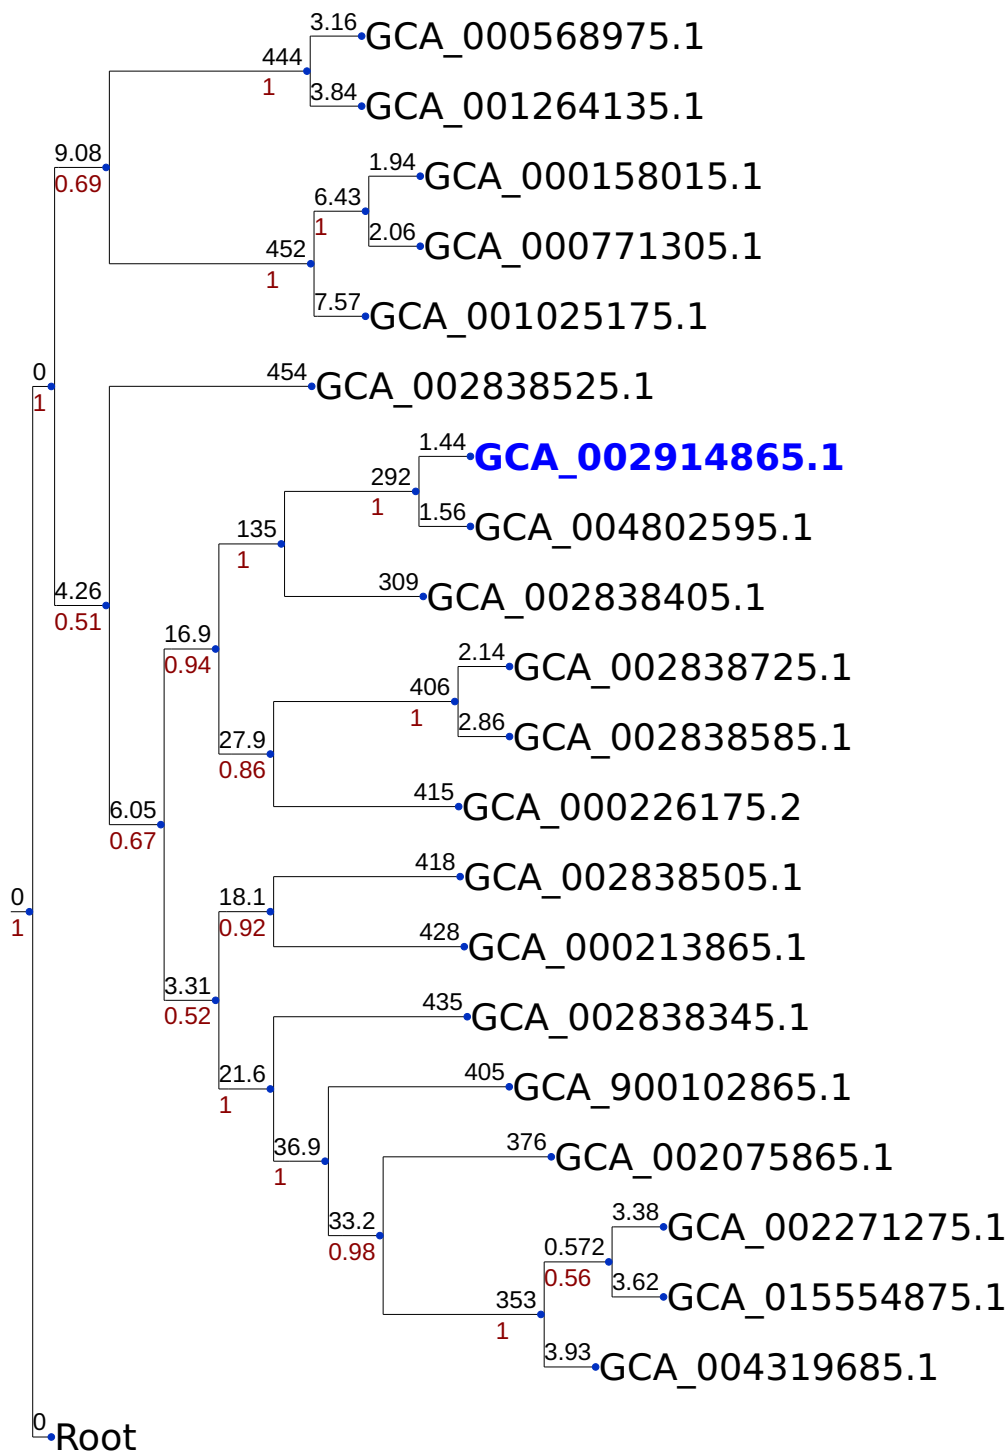 3.16
GCA_000568975.1
444
1
3.84
GCA_001264135.1
9.08
0.69
1.94
GCA_000158015.1
6.43
1
2.06
GCA_000771305.1
452
1
7.57
GCA_001025175.1
0
1
454
GCA_002838525.1
1.44
GCA_002914865.1
292
1
1.56
GCA_004802595.1
135
1
309
GCA_002838405.1
4.26
0.51
16.9
0.94
2.14
GCA_002838725.1
406
1
2.86
GCA_002838585.1
27.9
0.86
415
GCA_000226175.2
6.05
0.67
418
GCA_002838505.1
18.1
0.92
428
GCA_000213865.1
0
1
3.31
0.52
435
GCA_002838345.1
21.6
1
405
GCA_900102865.1
36.9
1
376
GCA_002075865.1
33.2
0.98
3.38
GCA_002271275.1
0.572
0.56
3.62
GCA_015554875.1
353
1
3.93
GCA_004319685.1
0
Root